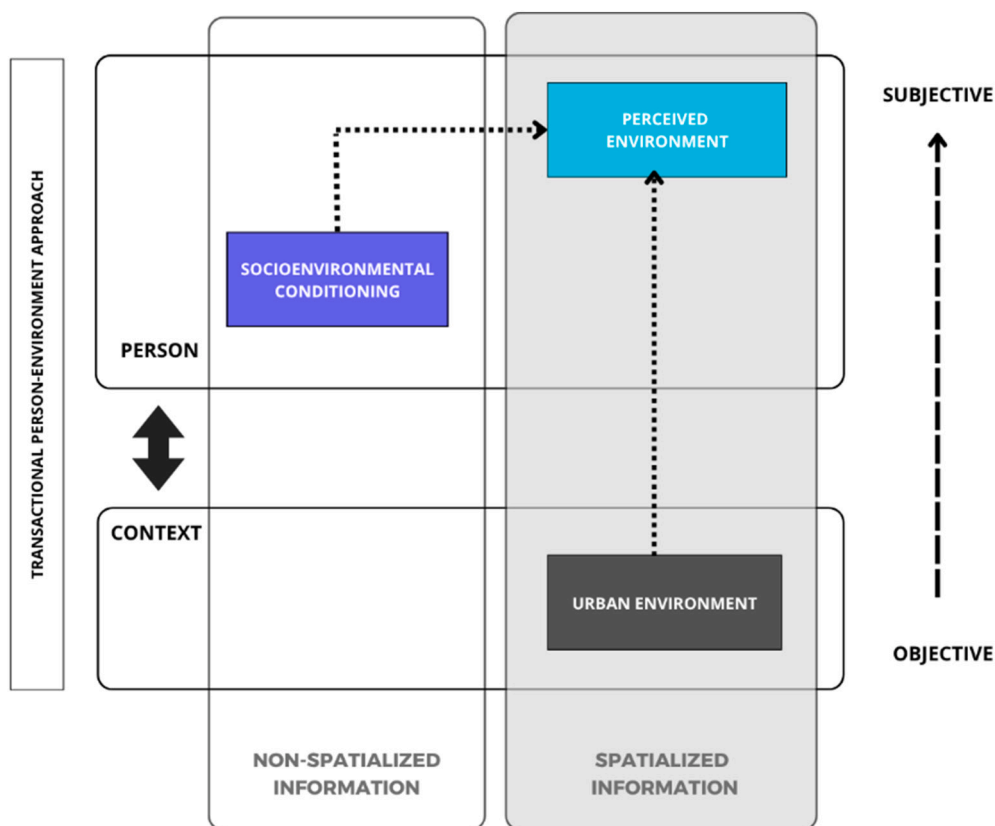 SUBJECTIVE
PERCEIVED
ENVIRONMENT
TRANSACTIONAL PERSON-ENVIRONMENT APPROACH
SOCIOENVIRONMENTAL
CONDITIONING
PERSON
CONTEXT
URBAN ENVIRONMENT
OBJECTIVE
NON-SPATIALIZED
INFORMATION
SPATIALIZED
INFORMATION